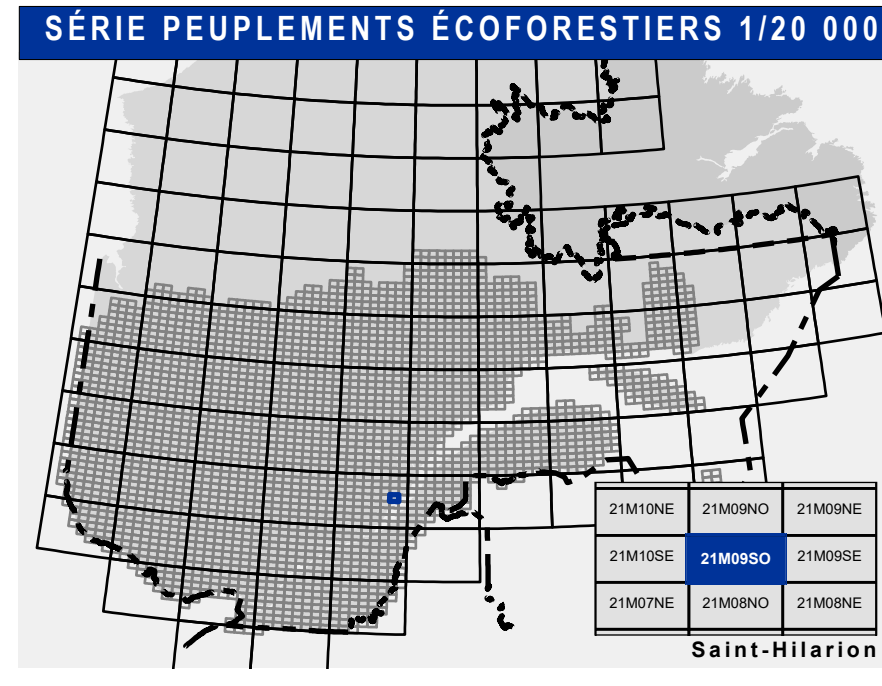 SÉRIE PEUPLEMENTS ÉCOFORESTIERS 1/20 000
21M10NE 21M09NO 21M09NE
21M10SE 21M09SO 21M09SE
21M07NE 21M08NO 21M08NE
Saint-Hilarion